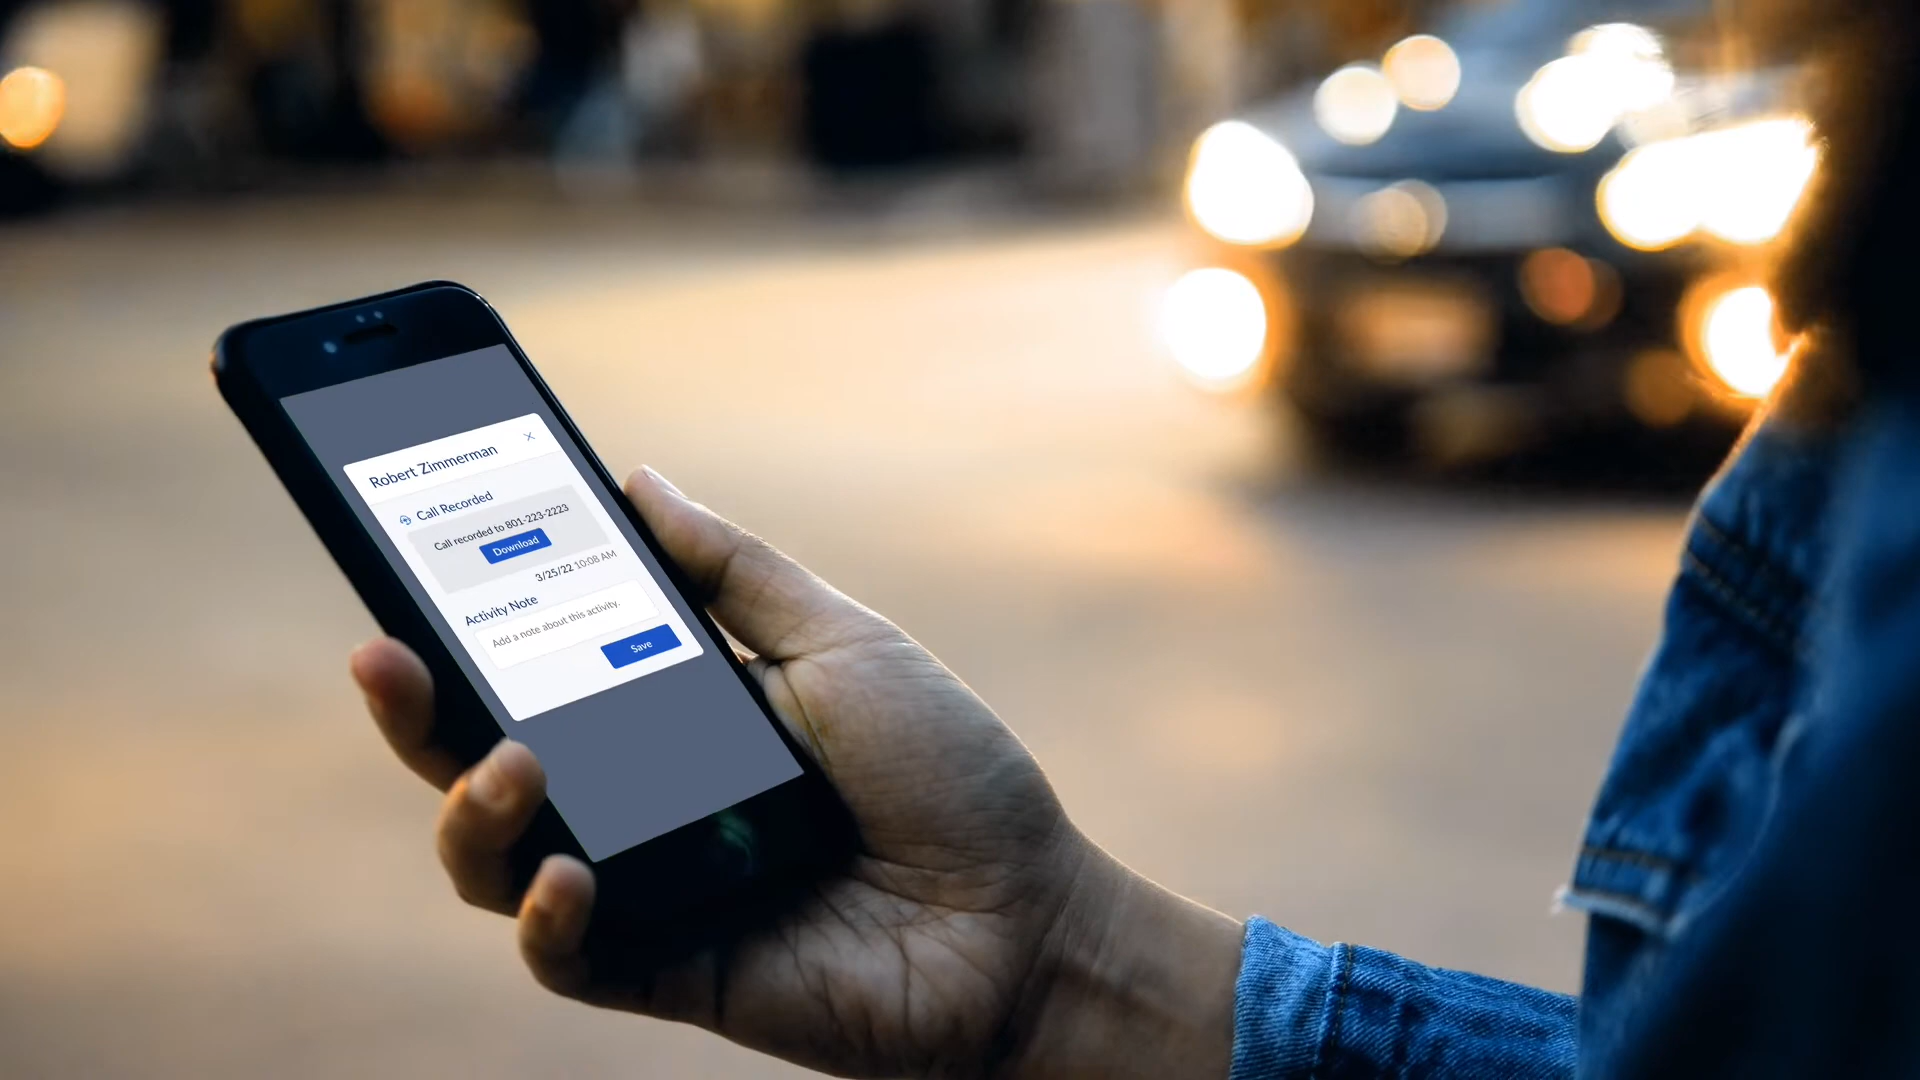 Robert Zimmerman
Call Recorded
Call recorded to 801-223-2223
Download
3/25/22 10:08 AM
Activity Note
Add a note about this activity.
Save